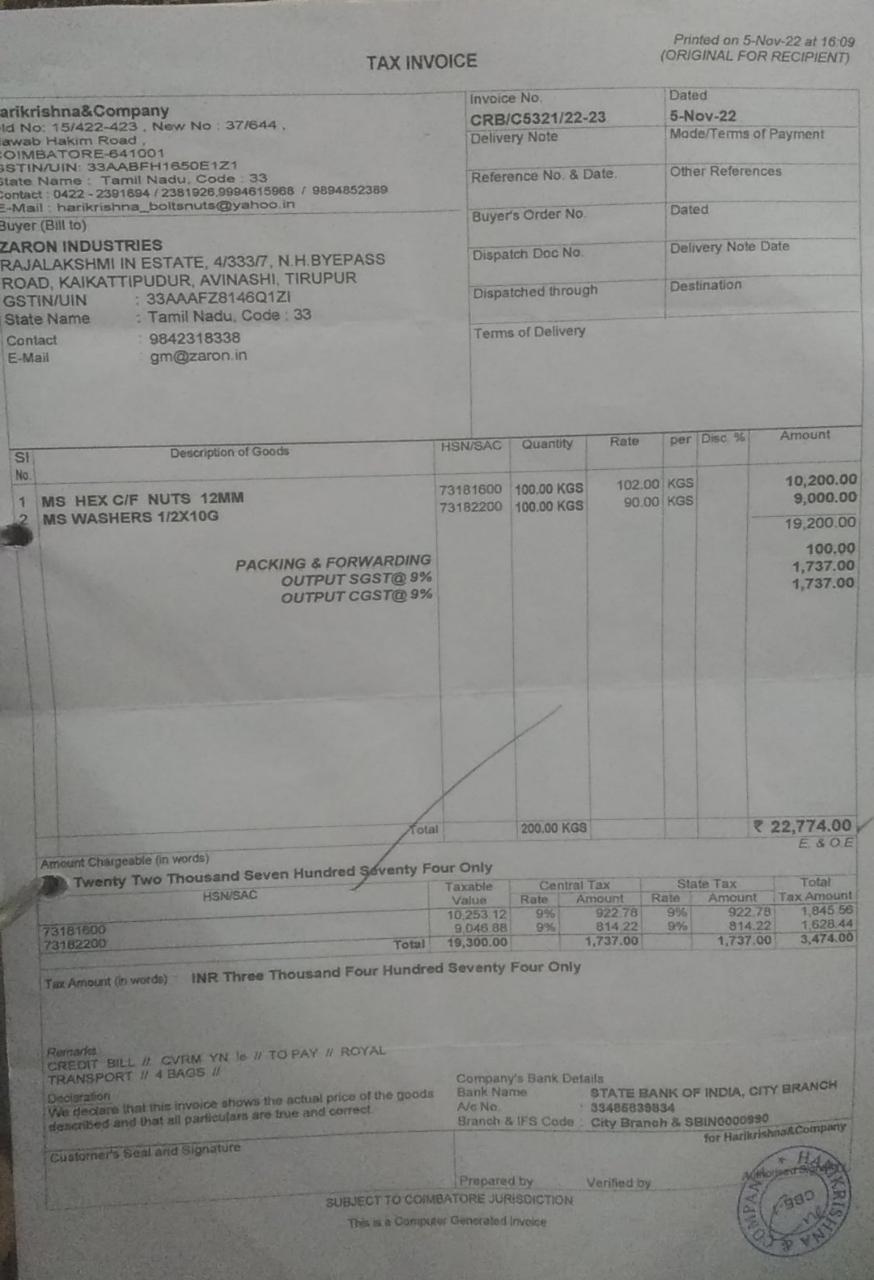 Printed on 5-Nov-22 at 16:09
TAX INVOICE
(ORIGINAL FOR RECIPIENT)
arikrishna&Company
ld No: 15/422-423 , New No : 37/644 ,
awab Hakim Road ,
OIMBATORE-641001
GSTIN/UIN: 33AABFH1650E1Z1
State Name : Tamil Nadu, Code : 33
Contact : 0422 - 2391694 / 2381926,9994615968 / 9894852389
E-Mail : harikrishna_boltsnuts@yahoo.in
Invoice No.
CRB/C5321/22-23
Dated
5-Nov-22
Delivery Note
Mode/Terms of Payment
Reference No. & Date.
Other References
Buyer's Order No.
Dated
Dispatch Doc No.
Delivery Note Date
Dispatched through
Destination
Terms of Delivery
Buyer (Bill to)
ZARON INDUSTRIES
RAJALAKSHMI IN ESTATE, 4/333/7, N.H.BYEPASS
ROAD, KAIKATTIPUDUR, AVINASHI, TIRUPUR
GSTIN/UIN : 33AAAFZ8146Q1ZI
State Name : Tamil Nadu, Code : 33
Contact : 9842318338
E-Mail : gm@zaron.in
Sl No. Description of Goods HSN/SAC Quantity Rate per Disc. % Amount
1 MS HEX C/F NUTS 12MM 73181600 100.00 KGS 102.00 KGS 10,200.00
2 MS WASHERS 1/2X10G 73182200 100.00 KGS 90.00 KGS 9,000.00
19,200.00
PACKING & FORWARDING 100.00
OUTPUT SGST@ 9% 1,737.00
OUTPUT CGST@ 9% 1,737.00
Total 200.00 KGS ₹ 22,774.00
E. & O.E
Amount Chargeable (in words)
Twenty Two Thousand Seven Hundred Seventy Four Only
HSN/SAC Taxable Value Central Tax State Tax Total Tax Amount
Rate Amount Rate Amount
73181600 10,253.12 9% 922.78 9% 922.78 1,845.56
73182200 9,046.88 9% 814.22 9% 814.22 1,628.44
Total 19,300.00 1,737.00 1,737.00 3,474.00
Tax Amount (in words) : INR Three Thousand Four Hundred Seventy Four Only
Remarks:
CREDIT BILL // CVRM YN !e // TO PAY // ROYAL
TRANSPORT // 4 BAGS //
Declaration
We declare that this invoice shows the actual price of the goods
described and that all particulars are true and correct.
Company's Bank Details
Bank Name : STATE BANK OF INDIA, CITY BRANCH
A/c No. : 33485839834
Branch & IFS Code : City Branch & SBIN0000990
Customer's Seal and Signature
for Harikrishna&Company
Prepared by
Verified by
Authorised
HARIKRISHNA & COMPANY
CBE-1
SUBJECT TO COIMBATORE JURISDICTION
This is a Computer Generated Invoice